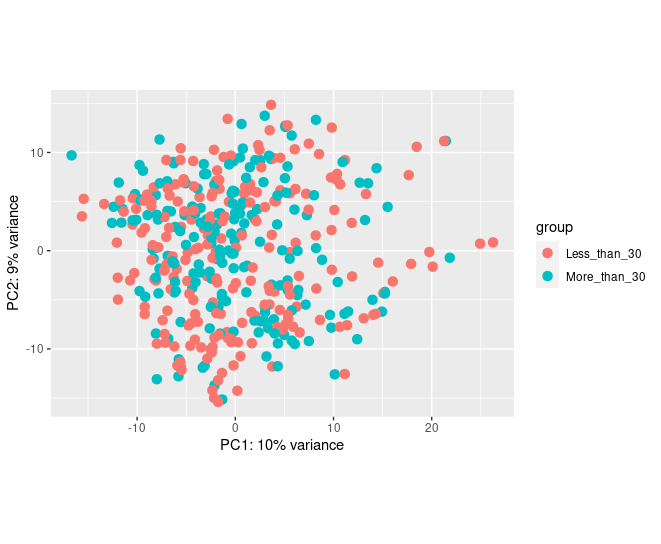 10
0
-10
PC2: 9% variance
-10
0
10
20
PC1: 10% variance
group
Less_than_30
More_than_30